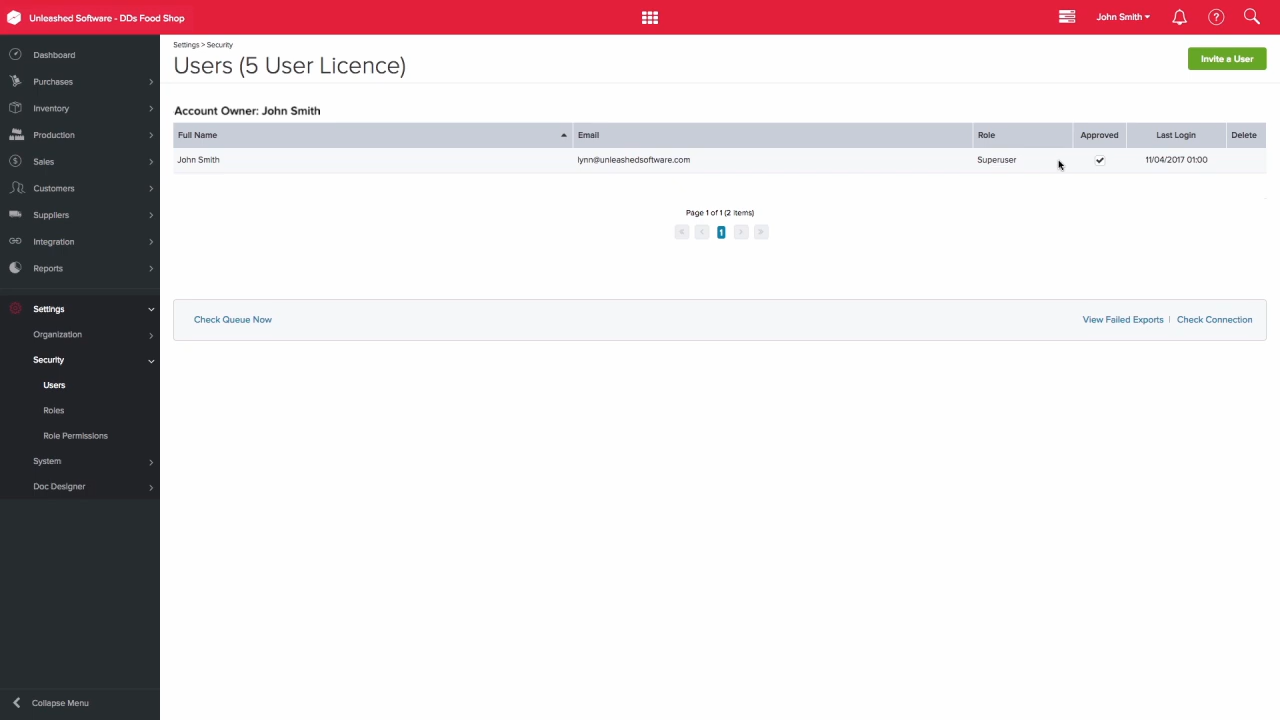 Unleashed Software - DDs Food Shop
John Smith
?
Dashboard
Purchases
Inventory
Production
Sales
Customers
Suppliers
Integration
Reports
Settings
Organization
Security
Users
Roles
Role Permissions
System
Doc Designer
Collapse Menu
Settings > Security
Users (5 User Licence)
Invite a User
Account Owner: John Smith
Full Name Email Role Approved Last Login Delete
John Smith lynn@unleashedsoftware.com Superuser 11/04/2017 01:00
Page 1 of 1 (2 items)
« ‹ 1 › »
Check Queue Now View Failed Exports | Check Connection